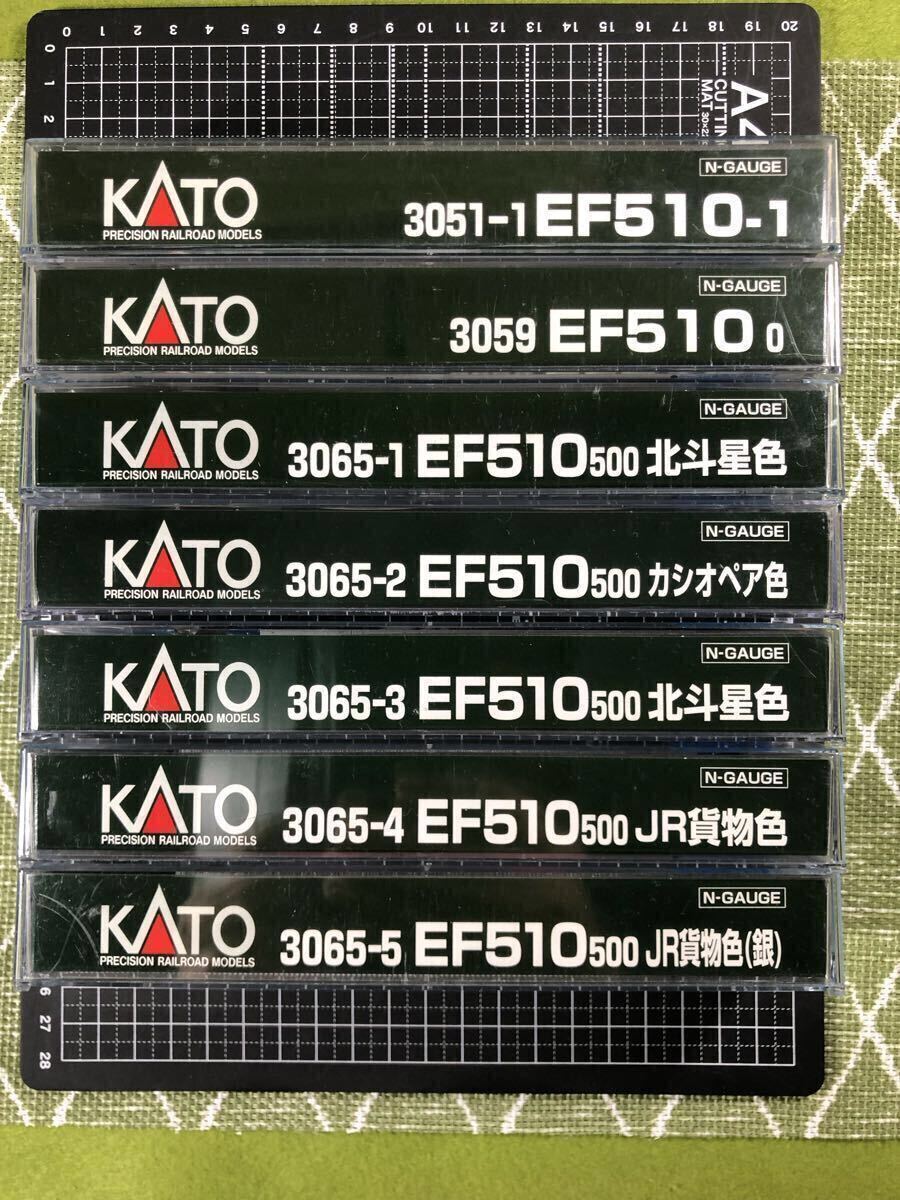 0 1 2 3 4 5 6 7 8 9 10 11 12 13 14 15 16 17 18 19 20
0
1
2
A4
CUTTING
MAT
KATO
PRECISION RAILROAD MODELS
N-GAUGE
3051-1 EF510-1
KATO
PRECISION RAILROAD MODELS
N-GAUGE
3059 EF510 0
KATO
PRECISION RAILROAD MODELS
N-GAUGE
3065-1 EF510 500 北斗星色
KATO
PRECISION RAILROAD MODELS
N-GAUGE
3065-2 EF510 500 カシオペア色
KATO
PRECISION RAILROAD MODELS
N-GAUGE
3065-3 EF510 500 北斗星色
KATO
PRECISION RAILROAD MODELS
N-GAUGE
3065-4 EF510 500 JR貨物色
KATO
PRECISION RAILROAD MODELS
N-GAUGE
3065-5 EF510 500 JR貨物色(銀)
27
28